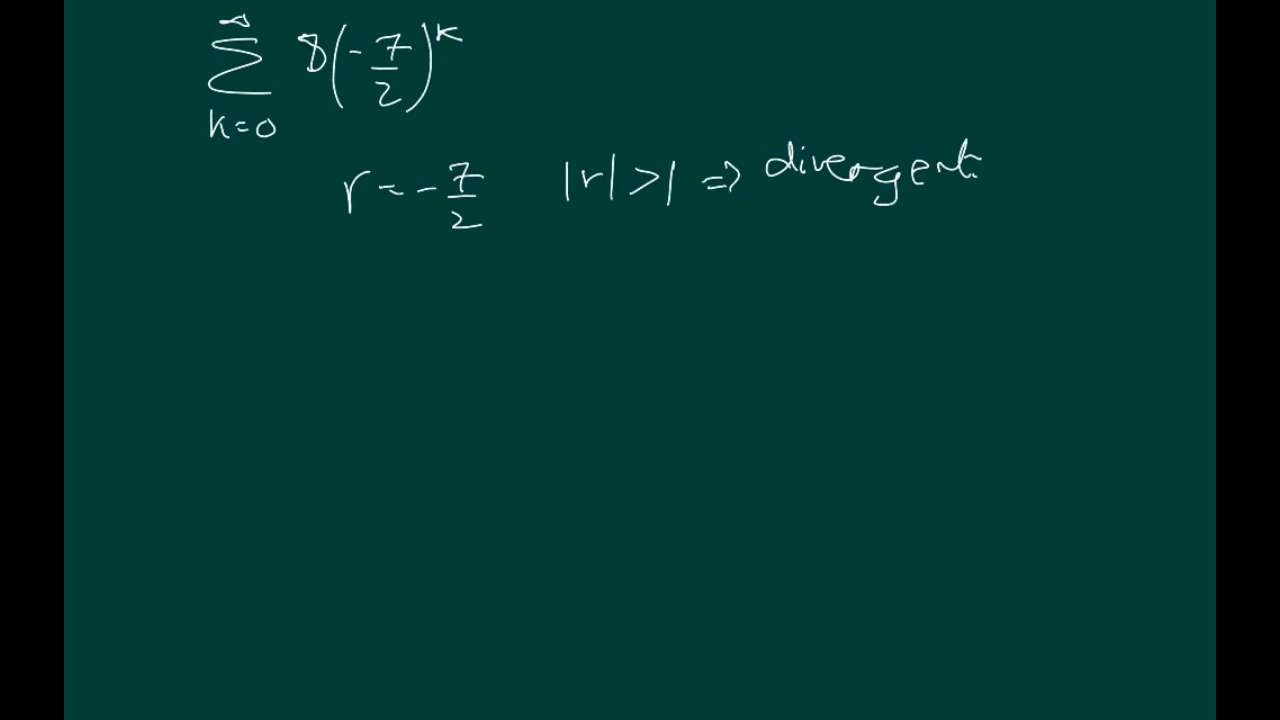 ∞
∑ 8(-7/2)^k
k=0
r = -7/2 |r| > 1 ⇒ divergent.